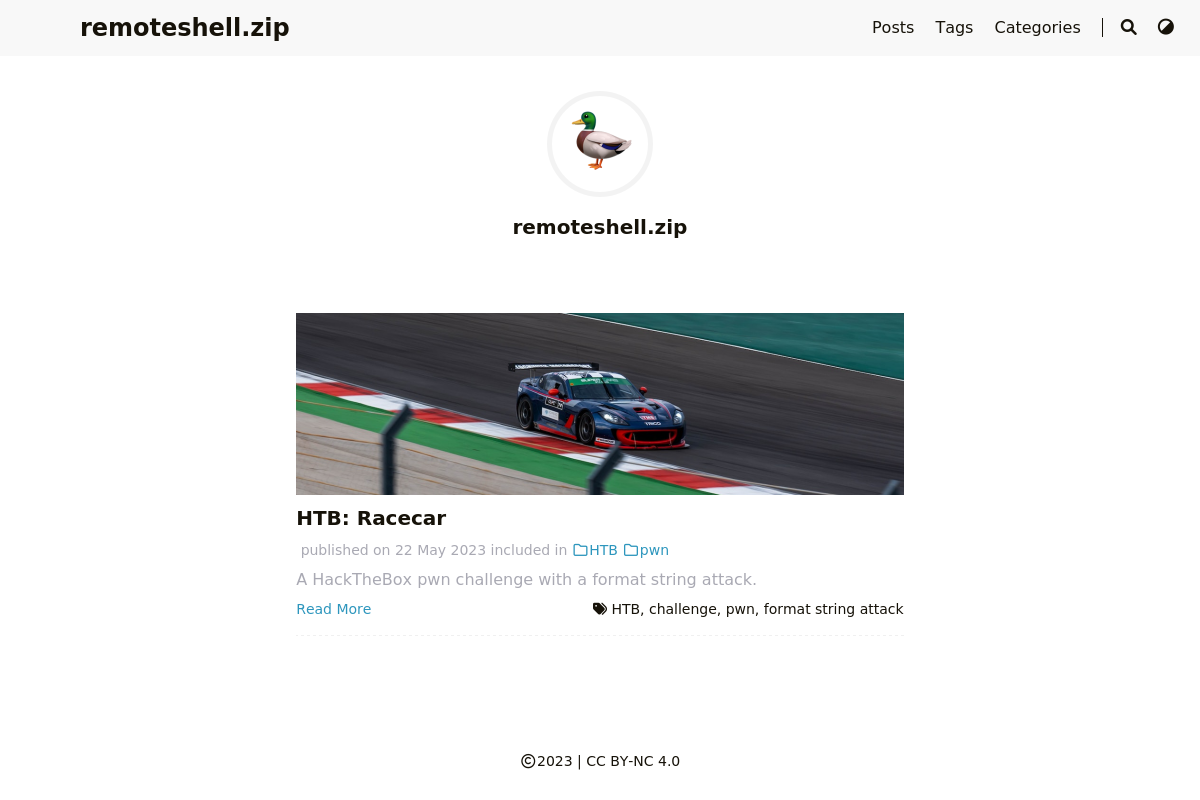 remoteshell.zip
Posts Tags Categories
remoteshell.zip
HTB: Racecar
published on 22 May 2023 included in HTB pwn
A HackTheBox pwn challenge with a format string attack.
Read More
HTB, challenge, pwn, format string attack
©2023 | CC BY-NC 4.0